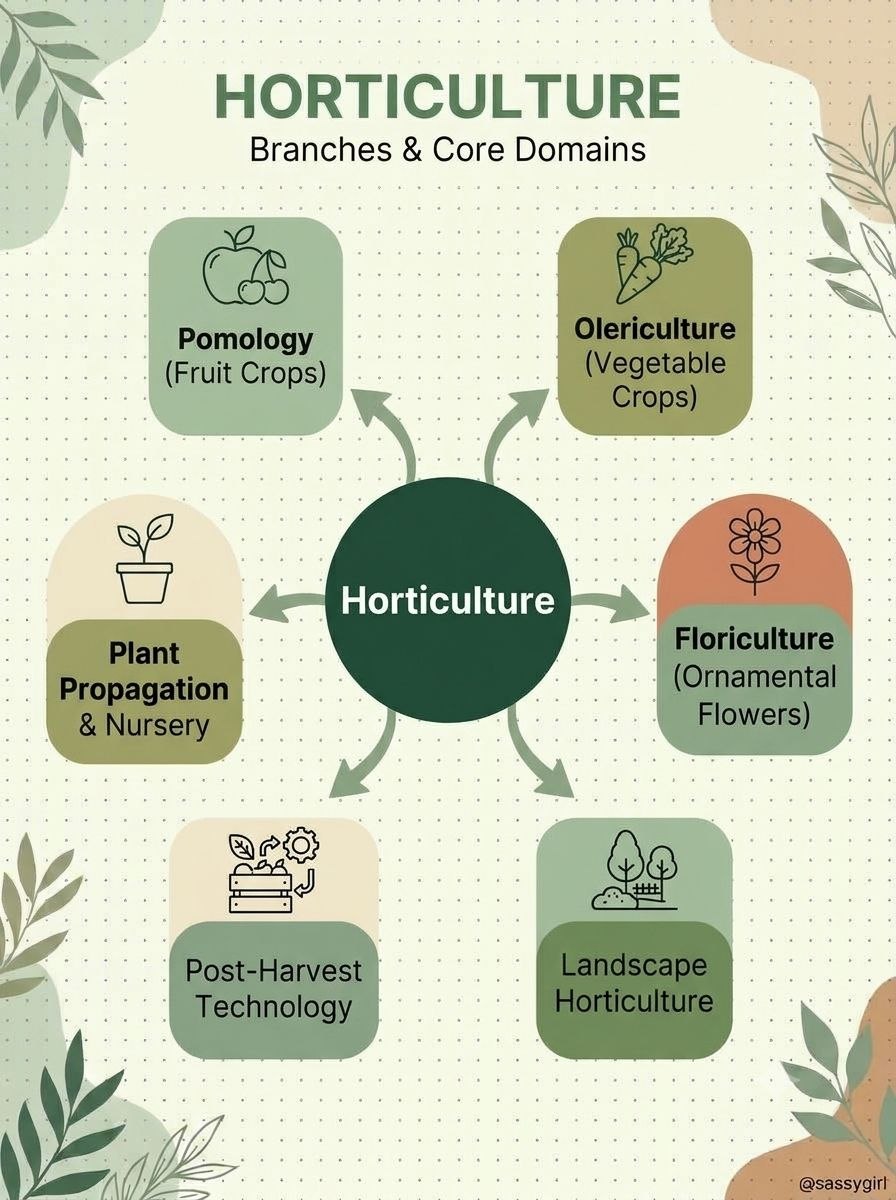 HORTICULTURE
Branches & Core Domains
Pomology
(Fruit Crops)
Olericulture
(Vegetable
Crops)
Horticulture
Plant
Propagation
& Nursery
Floriculture
(Ornamental
Flowers)
Post-Harvest
Technology
Landscape
Horticulture
@sassygirl